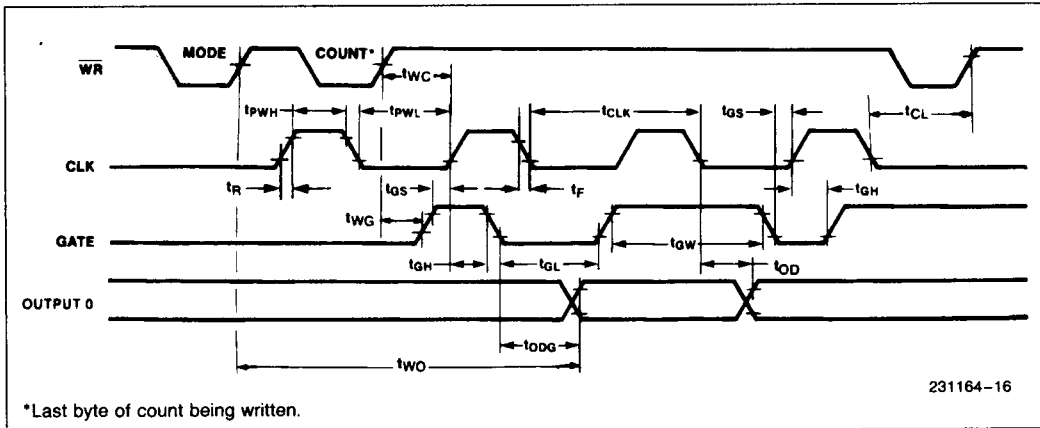 MODE COUNT*
WR
tWC
tPWH tPWL tCLK tGS tCL
CLK
tR tGS tF tGH
tWG
GATE
tGH tGL tGW tOD
OUTPUT 0
tODG
tWO
231164–16
*Last byte of count being written.